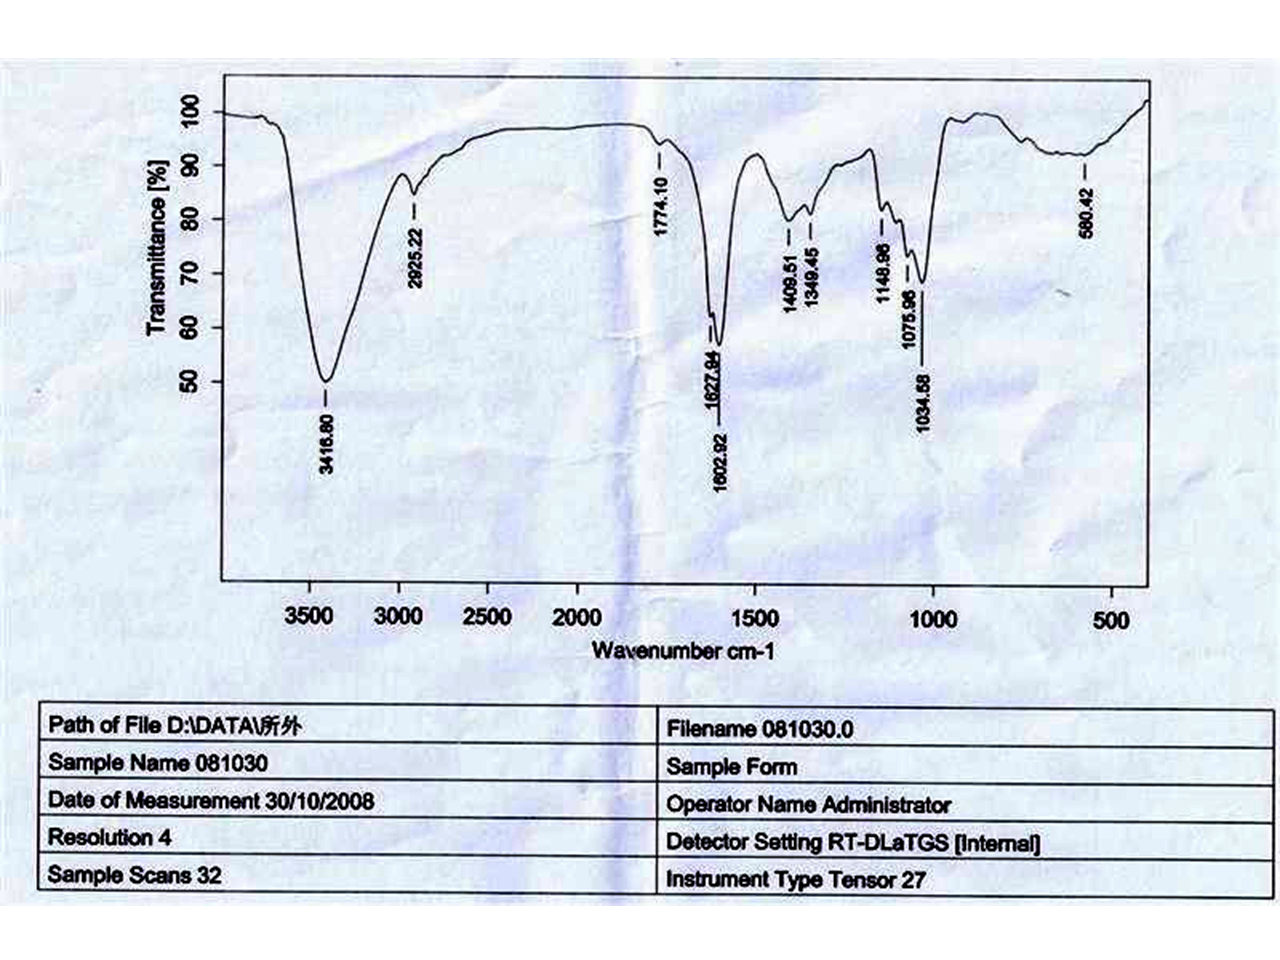 100
90
80
70
60
50
Transmittance [%]
3416.80
2925.22
1774.10
1627.94
1602.92
1409.51
1349.45
1148.96
1075.96
1034.58
580.42
3500 3000 2500 2000 1500 1000 500
Wavenumber cm-1
Path of File D:\DATA\所外 Filename 081030.0
Sample Name 081030 Sample Form
Date of Measurement 30/10/2008 Operator Name Administrator
Resolution 4 Detector Setting RT-DLaTGS [Internal]
Sample Scans 32 Instrument Type Tensor 27